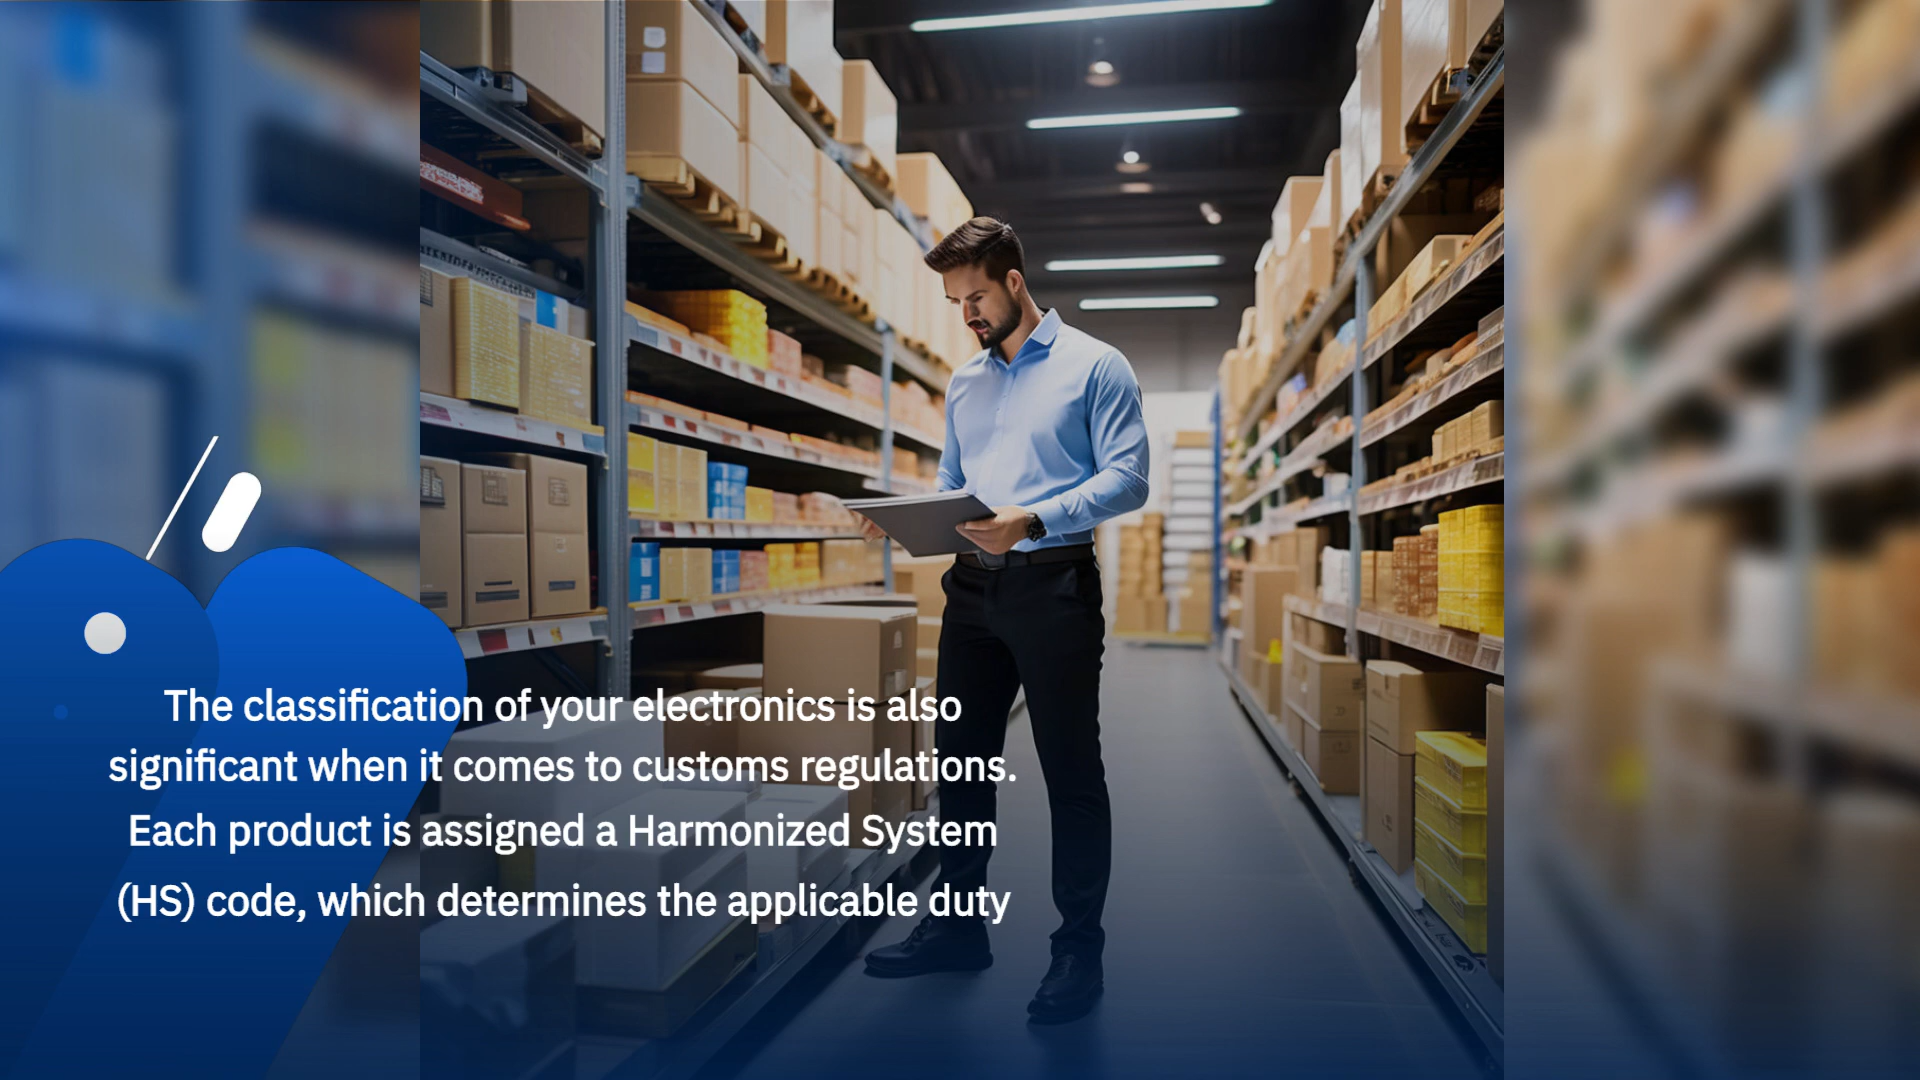 The classification of your electronics is also
significant when it comes to customs regulations.
Each product is assigned a Harmonized System
(HS) code, which determines the applicable duty